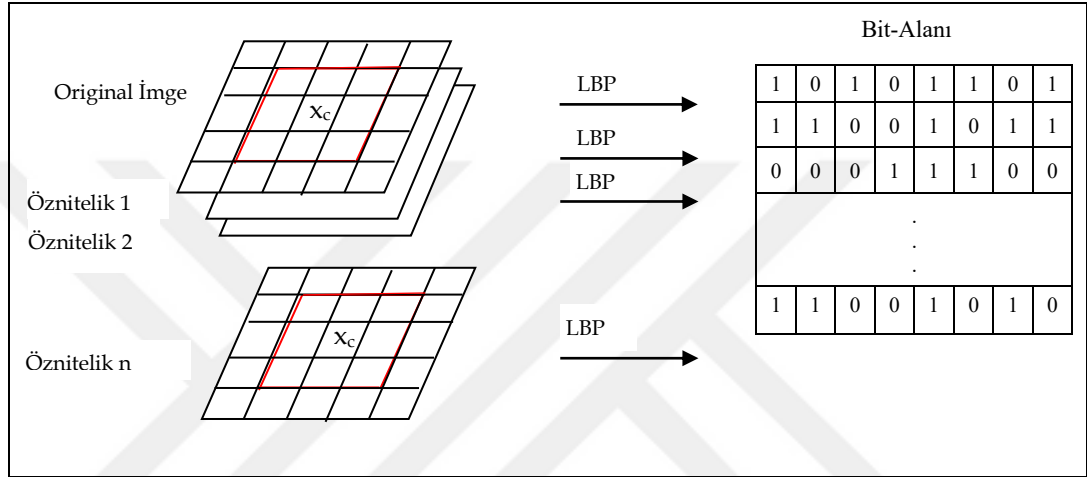 Bit-Alanı
Original İmge
x_c
LBP
1 0 1 0 1 1 0 1
LBP
1 1 0 0 1 0 1 1
LBP
0 0 0 1 1 1 0 0
Öznitelik 1
Öznitelik 2
.
.
.
Öznitelik n
x_c
LBP
1 1 0 0 1 0 1 0